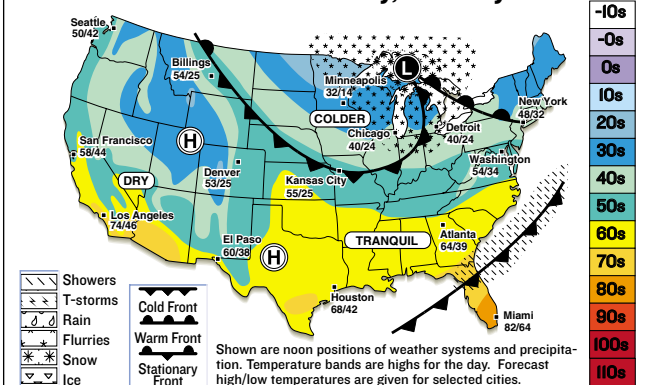 Seattle
50/42
Billings
54/25
Minneapolis
32/14
L
COLDER
New York
48/32
San Francisco
58/44
H
Chicago
40/24
Detroit
40/24
Denver
53/25
Kansas City
55/25
Washington
54/34
DRY
Los Angeles
74/46
El Paso
60/38
H
TRANQUIL
Atlanta
64/39
Houston
68/42
Miami
82/64
Showers
T-storms
Rain
Flurries
Snow
Ice
Cold Front
Warm Front
Stationary
Front
Shown are noon positions of weather systems and precipita-
tion. Temperature bands are highs for the day. Forecast
high/low temperatures are given for selected cities.
-10s
-0s
0s
10s
20s
30s
40s
50s
60s
70s
80s
90s
100s
110s